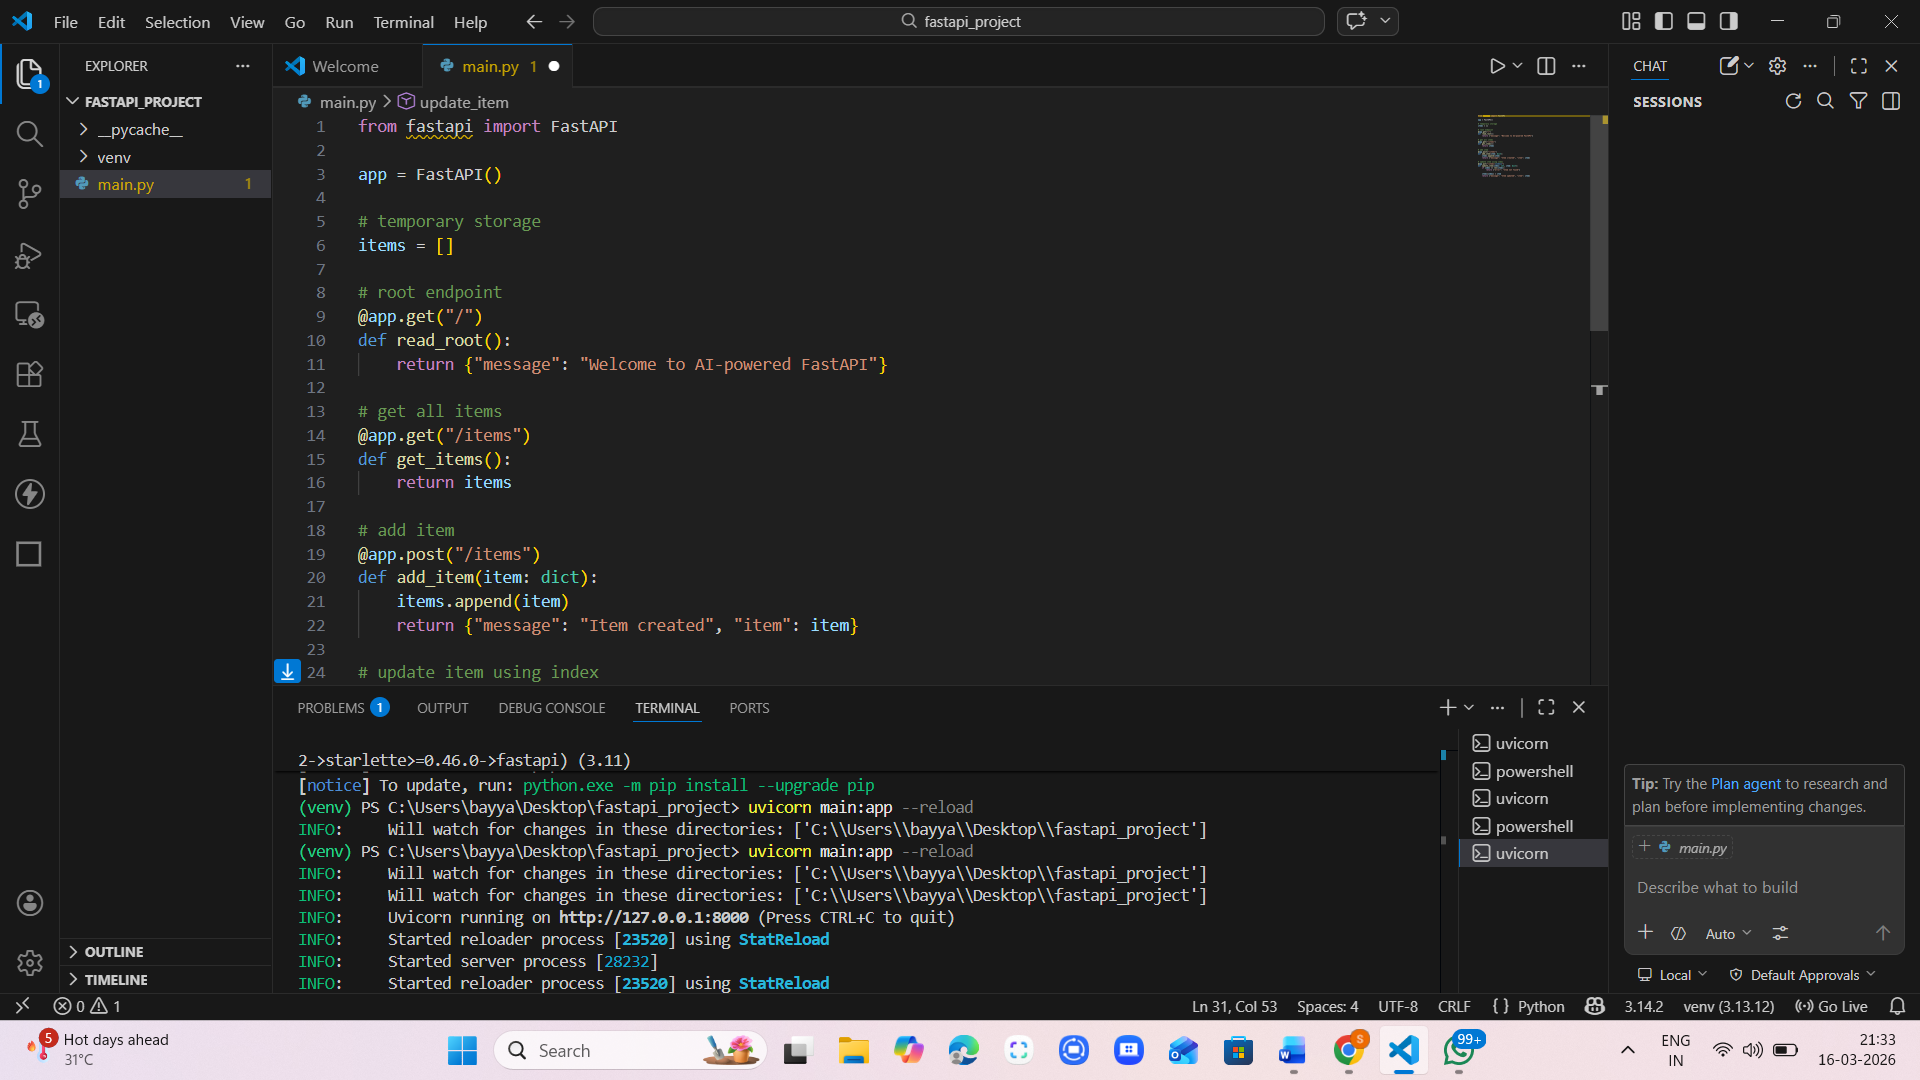 File Edit Selection View Go Run Terminal Help
fastapi_project
EXPLORER
1
FASTAPI_PROJECT
__pycache__
venv
main.py 1
Welcome
main.py 1
main.py > update_item
1 from fastapi import FastAPI
2
3 app = FastAPI()
4
5 # temporary storage
6 items = []
7
8 # root endpoint
9 @app.get("/")
10 def read_root():
11 return {"message": "Welcome to AI-powered FastAPI"}
12
13 # get all items
14 @app.get("/items")
15 def get_items():
16 return items
17
18 # add item
19 @app.post("/items")
20 def add_item(item: dict):
21 items.append(item)
22 return {"message": "Item created", "item": item}
23
24 # update item using index
PROBLEMS 1 OUTPUT DEBUG CONSOLE TERMINAL PORTS
2->starlette>=0.46.0->fastapi) (3.11)
[notice] To update, run: python.exe -m pip install --upgrade pip
(venv) PS C:\Users\bayya\Desktop\fastapi_project> uvicorn main:app --reload
INFO: Will watch for changes in these directories: ['C:\\Users\\bayya\\Desktop\\fastapi_project']
(venv) PS C:\Users\bayya\Desktop\fastapi_project> uvicorn main:app --reload
INFO: Will watch for changes in these directories: ['C:\\Users\\bayya\\Desktop\\fastapi_project']
INFO: Will watch for changes in these directories: ['C:\\Users\\bayya\\Desktop\\fastapi_project']
INFO: Uvicorn running on http://127.0.0.1:8000 (Press CTRL+C to quit)
INFO: Started reloader process [23520] using StatReload
INFO: Started server process [28232]
INFO: Started reloader process [23520] using StatReload
uvicorn
powershell
uvicorn
powershell
uvicorn
CHAT
SESSIONS
Tip: Try the Plan agent to research and
plan before implementing changes.
main.py
Describe what to build
Auto
Local Default Approvals
OUTLINE
TIMELINE
0 1
Ln 31, Col 53 Spaces: 4 UTF-8 CRLF {} Python 3.14.2 venv (3.13.12) Go Live
5
Hot days ahead
31°C
Search
S
99+
ENG
IN
21:33
16-03-2026